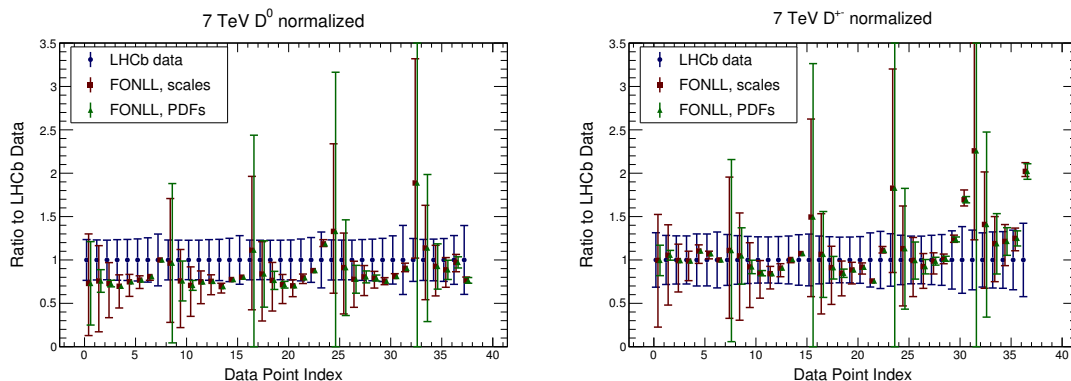 7 TeV D⁰ normalized
Ratio to LHCb Data
3.5
3
2.5
2
1.5
1
0.5
0
LHCb data
FONLL, scales
FONLL, PDFs
0 5 10 15 20 25 30 35 40
Data Point Index
7 TeV D⁺⁻ normalized
Ratio to LHCb Data
3.5
3
2.5
2
1.5
1
0.5
0
LHCb data
FONLL, scales
FONLL, PDFs
0 5 10 15 20 25 30 35 40
Data Point Index